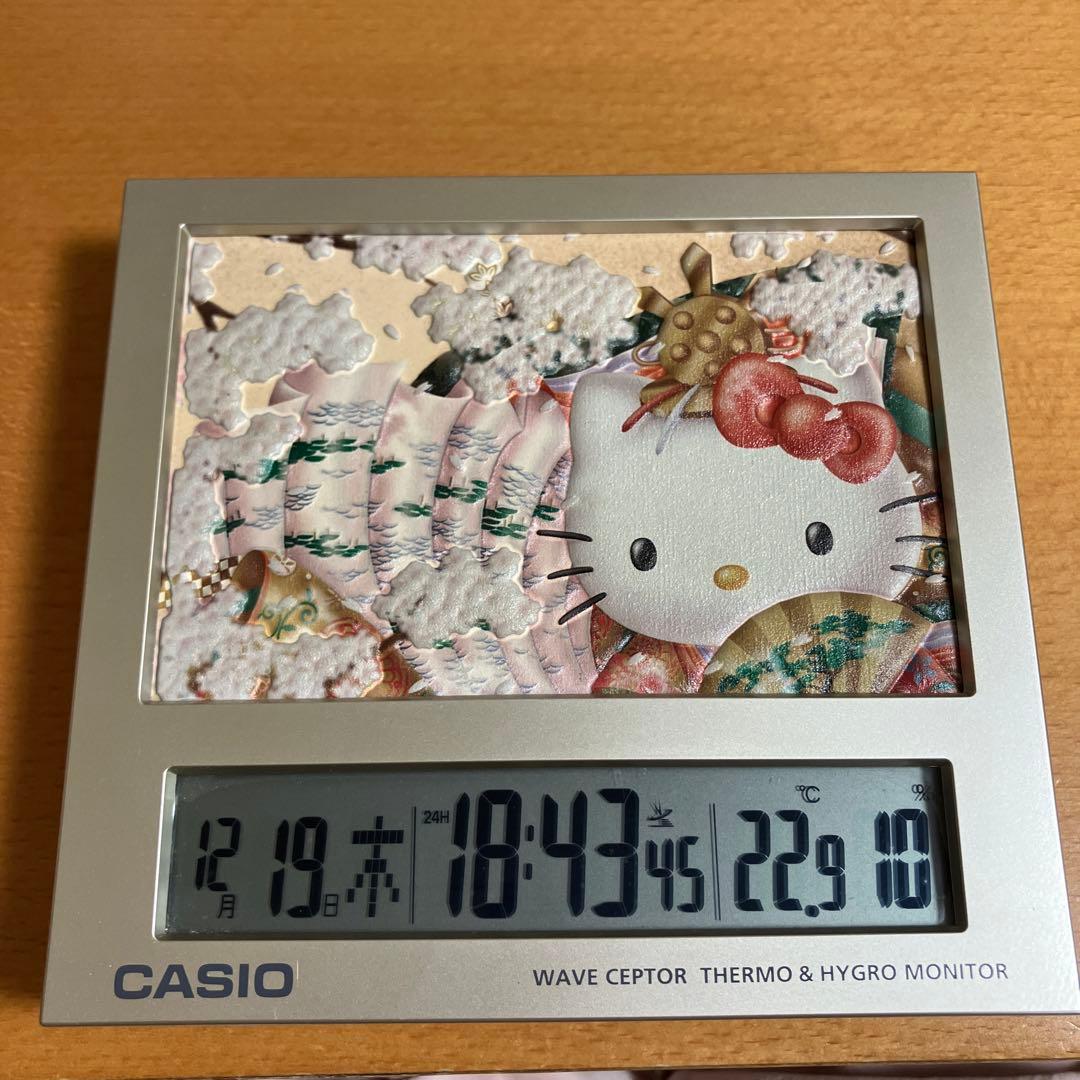 12月 19日 木 24H 18:43 45 22.9 ℃ 10 %
CASIO WAVE CEPTOR THERMO & HYGRO MONITOR